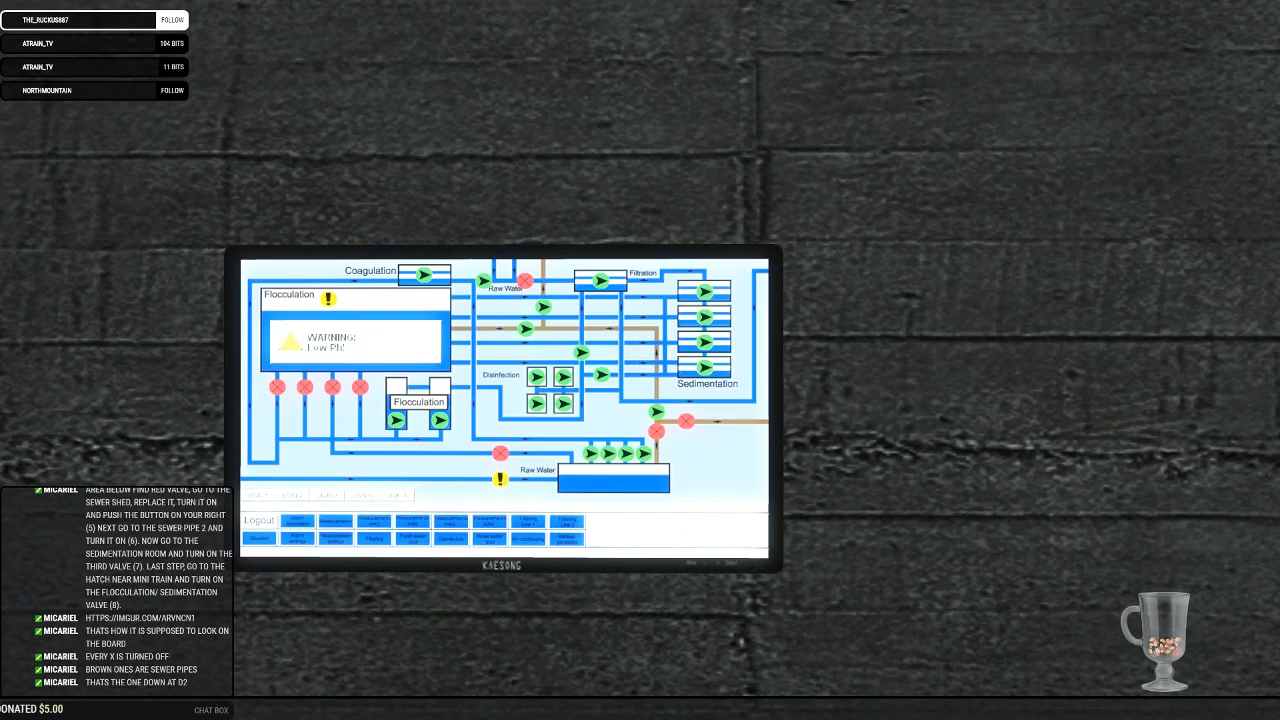 THE_RUCKUS887 FOLLOW
ATRAIN_TV 104 BITS
ATRAIN_TV 11 BITS
NORTHMOUNTAIN FOLLOW
Coagulation
Raw Water
Filtration
Flocculation
WARNING:
Low Ph!
Disinfection
Sedimentation
Flocculation
Raw Water
Logout
KAESONG
MICARIEL AREA BELOW FIND RED VALVE, GO TO THE
SEWER SHED, REPLACE IT, TURN IT ON
AND PUSH THE BUTTON ON YOUR RIGHT
(5) NEXT GO TO THE SEWER PIPE 2 AND
TURN IT ON (6). NOW GO TO THE
SEDIMENTATION ROOM AND TURN ON THE
THIRD VALVE (7). LAST STEP, GO TO THE
HATCH NEAR MINI TRAIN AND TURN ON
THE FLOCCULATION/ SEDIMENTATION
VALVE (8).
MICARIEL HTTPS://IMGUR.COM/ARVNCN1
MICARIEL THATS HOW IT IS SUPPOSED TO LOOK ON
THE BOARD
MICARIEL EVERY X IS TURNED OFF
MICARIEL BROWN ONES ARE SEWER PIPES
MICARIEL THATS THE ONE DOWN AT D2
ONATED $5.00 CHAT BOX